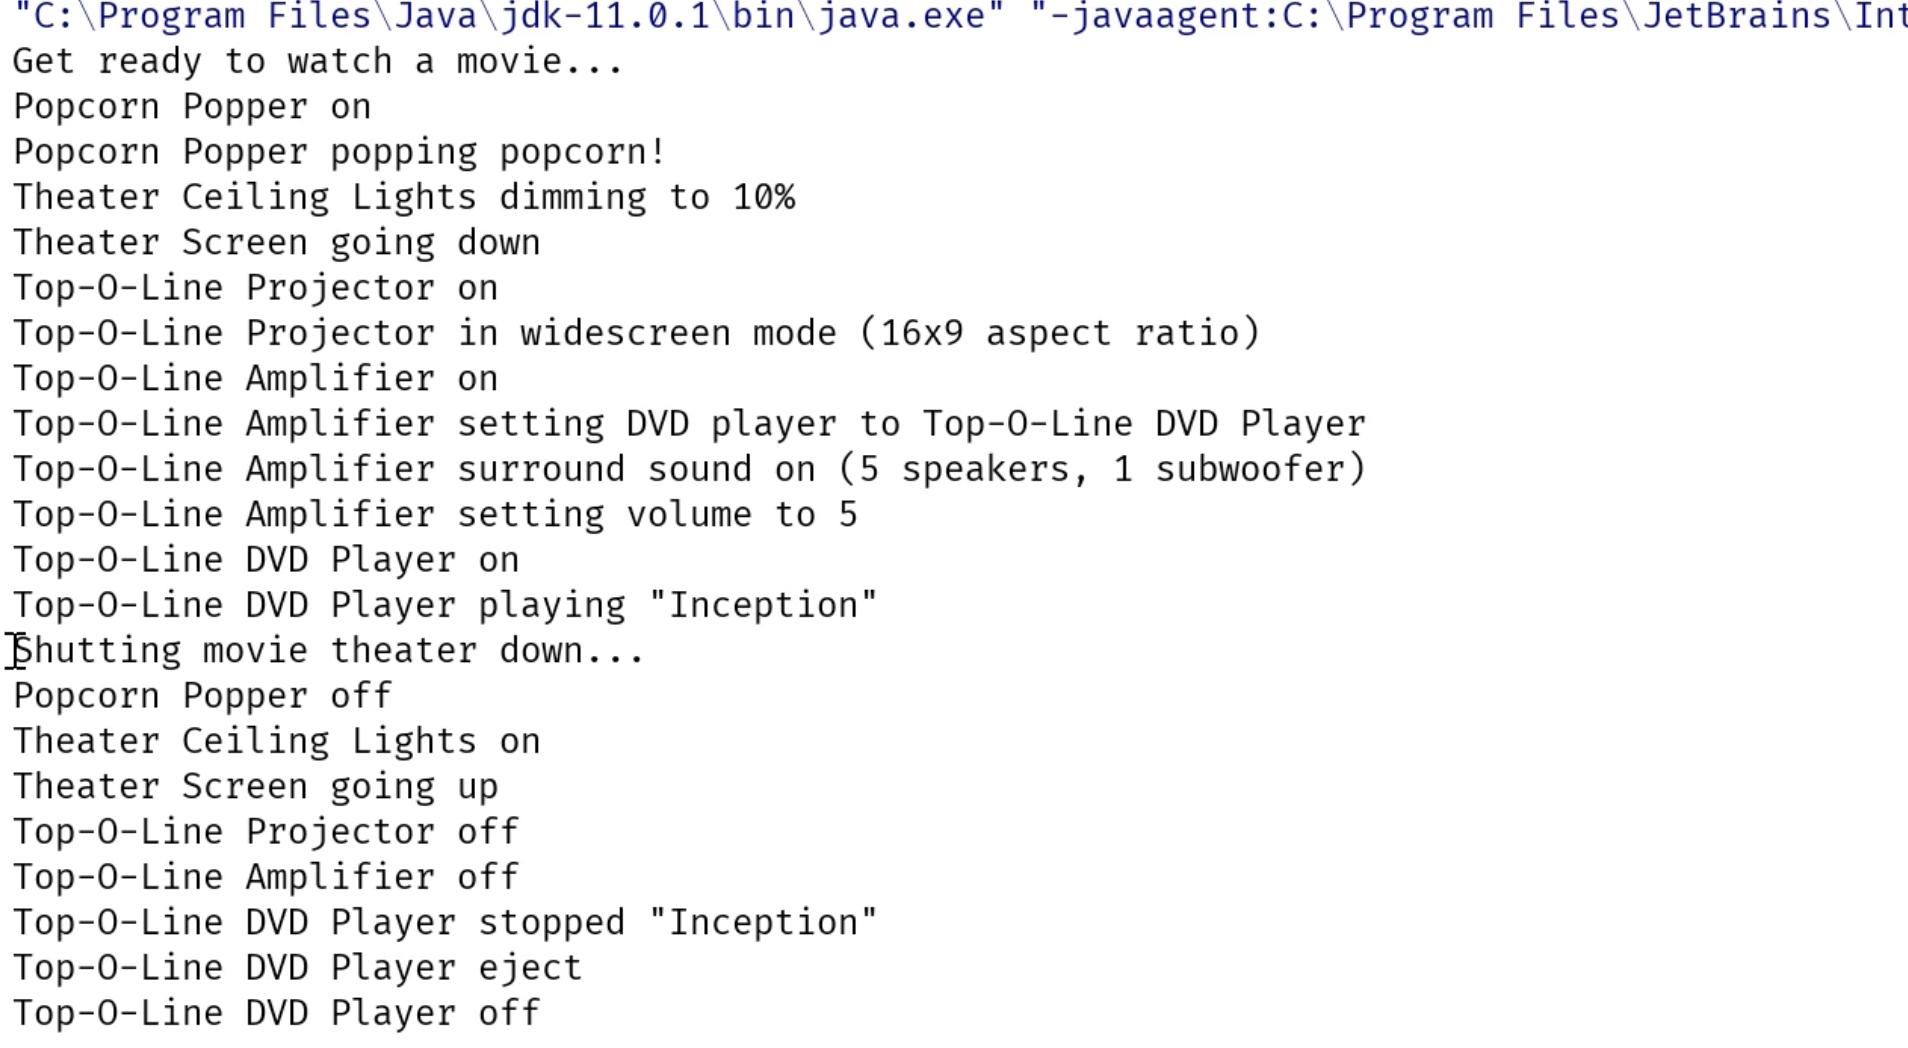 "C:\Program Files\Java\jdk-11.0.1\bin\java.exe" "-javaagent:C:\Program Files\JetBrains\Int
Get ready to watch a movie...
Popcorn Popper on
Popcorn Popper popping popcorn!
Theater Ceiling Lights dimming to 10%
Theater Screen going down
Top-O-Line Projector on
Top-O-Line Projector in widescreen mode (16x9 aspect ratio)
Top-O-Line Amplifier on
Top-O-Line Amplifier setting DVD player to Top-O-Line DVD Player
Top-O-Line Amplifier surround sound on (5 speakers, 1 subwoofer)
Top-O-Line Amplifier setting volume to 5
Top-O-Line DVD Player on
Top-O-Line DVD Player playing "Inception"
Shutting movie theater down...
Popcorn Popper off
Theater Ceiling Lights on
Theater Screen going up
Top-O-Line Projector off
Top-O-Line Amplifier off
Top-O-Line DVD Player stopped "Inception"
Top-O-Line DVD Player eject
Top-O-Line DVD Player off